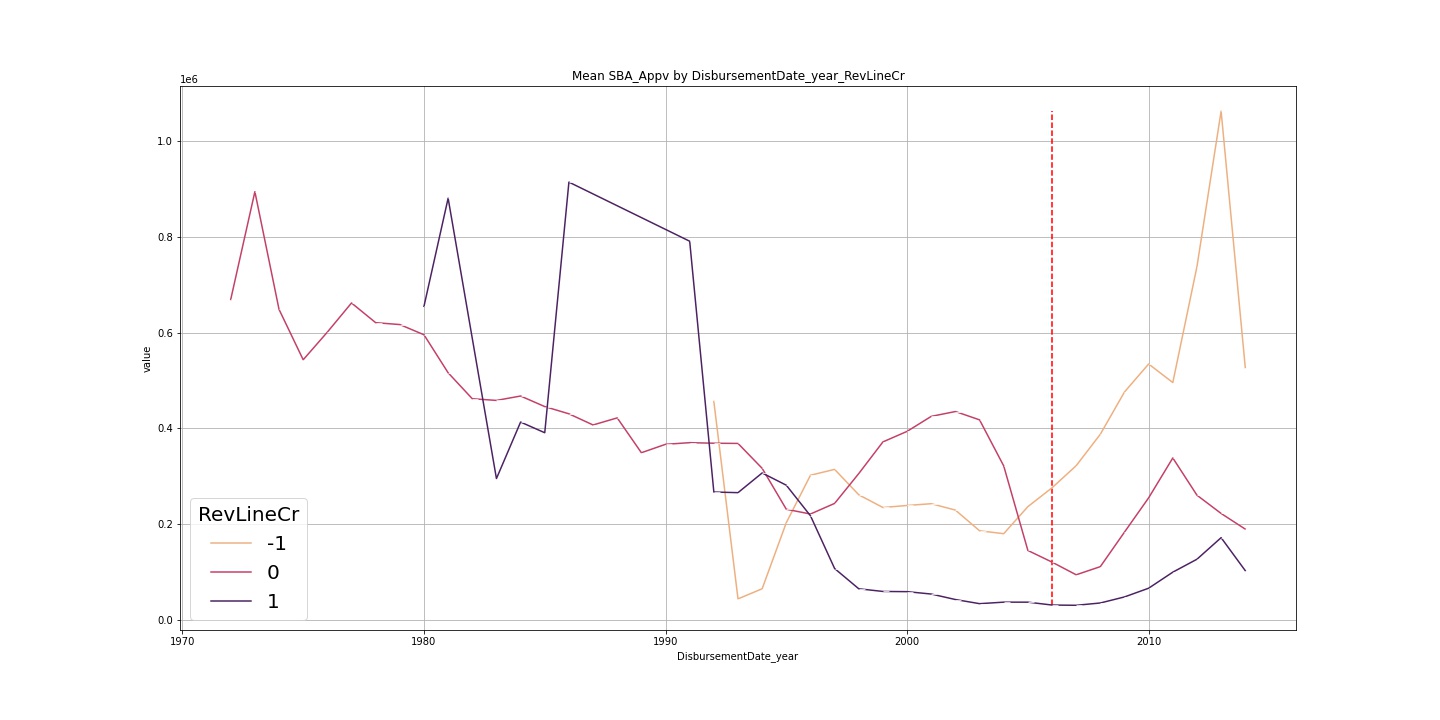 Mean SBA_Appv by DisbursementDate_year_RevLineCr
1e6
1.0
0.8
0.6
0.4
0.2
0.0
value
RevLineCr
-1
0
1
1970
1980
1990
2000
2010
DisbursementDate_year